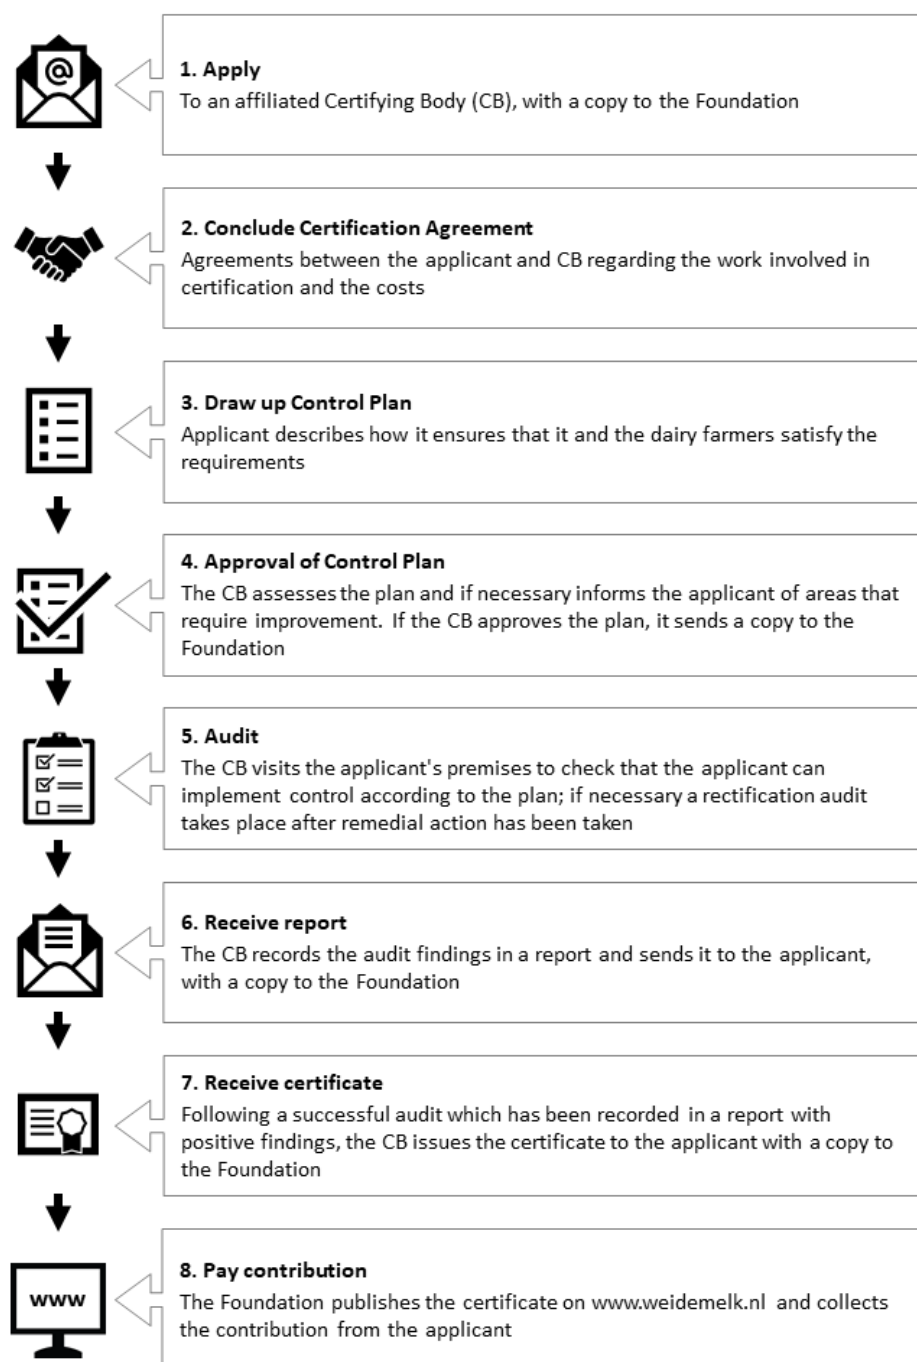 @
1. Apply
To an affiliated Certifying Body (CB), with a copy to the Foundation
2. Conclude Certification Agreement
Agreements between the applicant and CB regarding the work involved in
certification and the costs
3. Draw up Control Plan
Applicant describes how it ensures that it and the dairy farmers satisfy the
requirements
4. Approval of Control Plan
The CB assesses the plan and if necessary informs the applicant of areas that
require improvement. If the CB approves the plan, it sends a copy to the
Foundation
5. Audit
The CB visits the applicant's premises to check that the applicant can
implement control according to the plan; if necessary a rectification audit
takes place after remedial action has been taken
6. Receive report
The CB records the audit findings in a report and sends it to the applicant,
with a copy to the Foundation
7. Receive certificate
Following a successful audit which has been recorded in a report with
positive findings, the CB issues the certificate to the applicant with a copy to
the Foundation
www
8. Pay contribution
The Foundation publishes the certificate on www.weidemelk.nl and collects
the contribution from the applicant